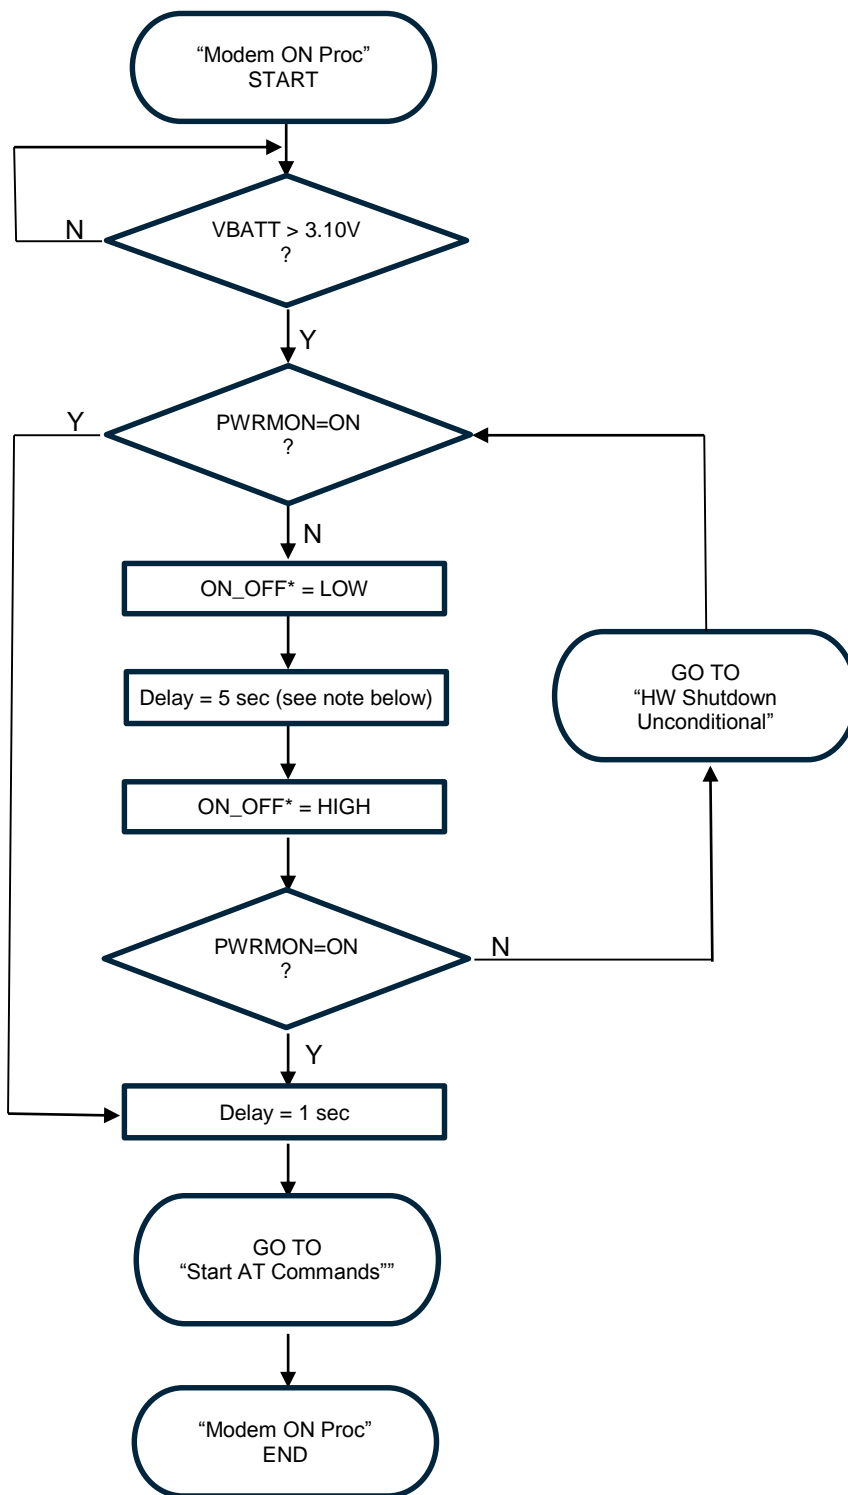 “Modem ON Proc”
START
N
VBATT > 3.10V
?
Y
Y
PWRMON=ON
?
N
ON_OFF* = LOW
GO TO
“HW Shutdown
Unconditional”
Delay = 5 sec (see note below)
ON_OFF* = HIGH
PWRMON=ON
?
N
Y
Delay = 1 sec
GO TO
“Start AT Commands””
“Modem ON Proc”
END